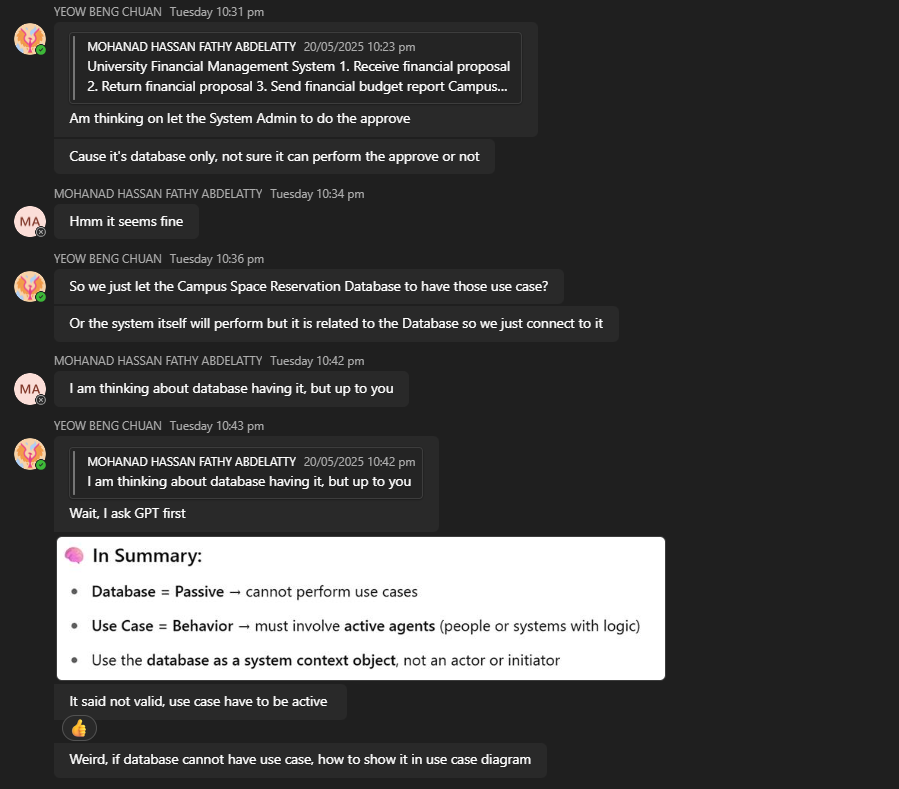 YEOW BENG CHUAN Tuesday 10:31 pm
MOHANAD HASSAN FATHY ABDELATTY 20/05/2025 10:23 pm
University Financial Management System 1. Receive financial proposal
2. Return financial proposal 3. Send financial budget report Campus...
Am thinking on let the System Admin to do the approve
Cause it's database only, not sure it can perform the approve or not
MOHANAD HASSAN FATHY ABDELATTY Tuesday 10:34 pm
MA
Hmm it seems fine
YEOW BENG CHUAN Tuesday 10:36 pm
So we just let the Campus Space Reservation Database to have those use case?
Or the system itself will perform but it is related to the Database so we just connect to it
MOHANAD HASSAN FATHY ABDELATTY Tuesday 10:42 pm
MA
I am thinking about database having it, but up to you
YEOW BENG CHUAN Tuesday 10:43 pm
MOHANAD HASSAN FATHY ABDELATTY 20/05/2025 10:42 pm
I am thinking about database having it, but up to you
Wait, I ask GPT first
🧠 In Summary:
• Database = Passive → cannot perform use cases
• Use Case = Behavior → must involve active agents (people or systems with logic)
• Use the database as a system context object, not an actor or initiator
It said not valid, use case have to be active
👍
Weird, if database cannot have use case, how to show it in use case diagram